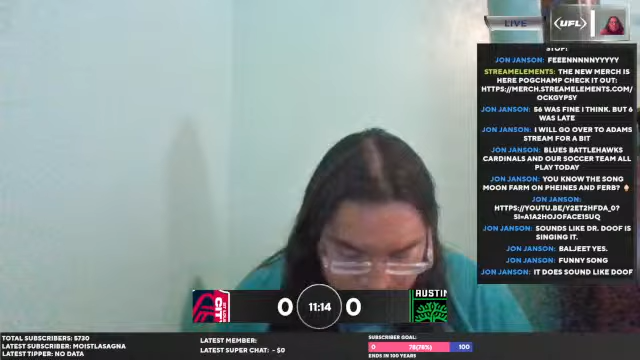 LIVE
UFL
STOP!
JON JANSON: FEEENNNNNYYYYY
STREAMELEMENTS: THE NEW MERCH IS
HERE POGCHAMP CHECK IT OUT:
HTTPS://MERCH.STREAMELEMENTS.COM/
OCKGYPSY
JON JANSON: 56 WAS FINE I THINK. BUT 6
WAS LATE
JON JANSON: I WILL GO OVER TO ADAMS
STREAM FOR A BIT
JON JANSON: BLUES BATTLEHAWKS
CARDINALS AND OUR SOCCER TEAM ALL
PLAY TODAY
JON JANSON: YOU KNOW THE SONG
MOON FARM ON PHEINES AND FERB?
JON JANSON:
HTTPS://YOUTU.BE/Y2ET2HFDA_0?
SI=A1A2HOJOFACE1SUQ
JON JANSON: SOUNDS LIKE DR. DOOF IS
SINGING IT.
JON JANSON: BALJEET YES.
JON JANSON: FUNNY SONG
JON JANSON: IT DOES SOUND LIKE DOOF
CITY
0 11:14 0
AUSTIN
TOTAL SUBSCRIBERS: 5730
LATEST SUBSCRIBER: MOISTLASAGNA
LATEST TIPPER: NO DATA
LATEST MEMBER:
LATEST SUPER CHAT: - $0
SUBSCRIBER GOAL:
0 76(76%) 100
ENDS IN 100 YEARS